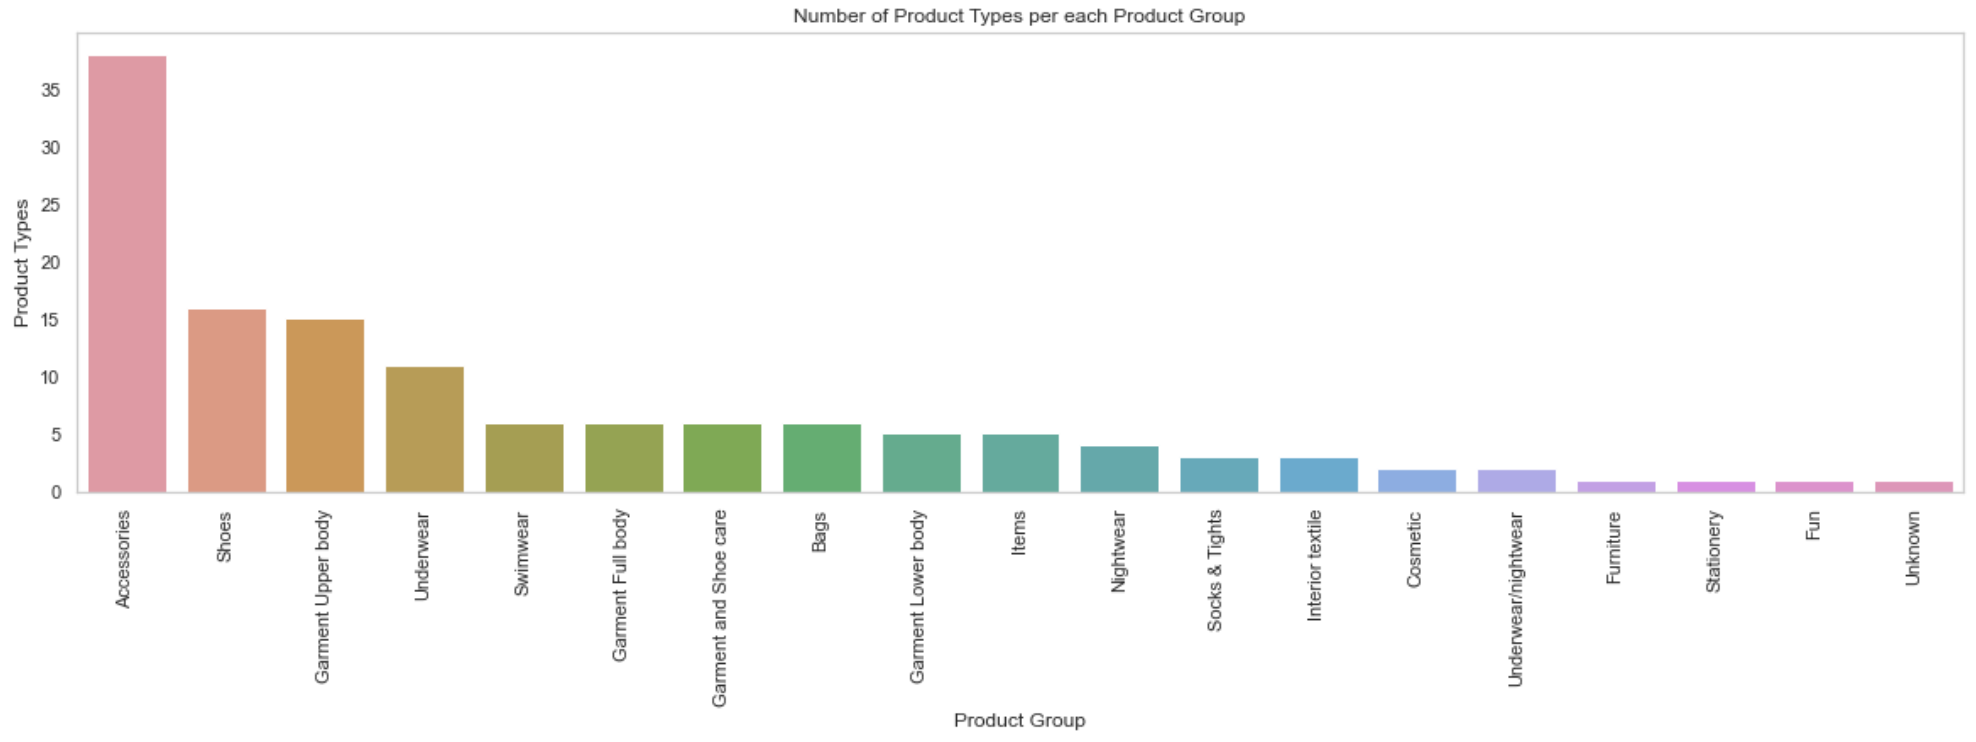 Number of Product Types per each Product Group
Product Types
35
30
25
20
15
10
5
0
Accessories
Shoes
Garment Upper body
Underwear
Swimwear
Garment Full body
Garment and Shoe care
Bags
Garment Lower body
Items
Nightwear
Socks & Tights
Interior textile
Cosmetic
Underwear/nightwear
Furniture
Stationery
Fun
Unknown
Product Group